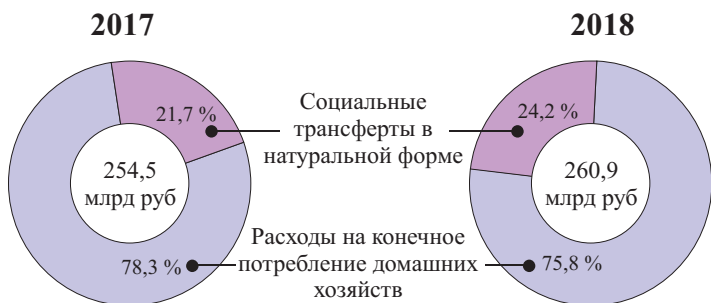 2017
2018
21,7 %
Социальные
трансферты в
натуральной форме
24,2 %
254,5
млрд руб
260,9
млрд руб
78,3 %
Расходы на конечное
потребление домашних
хозяйств
75,8 %